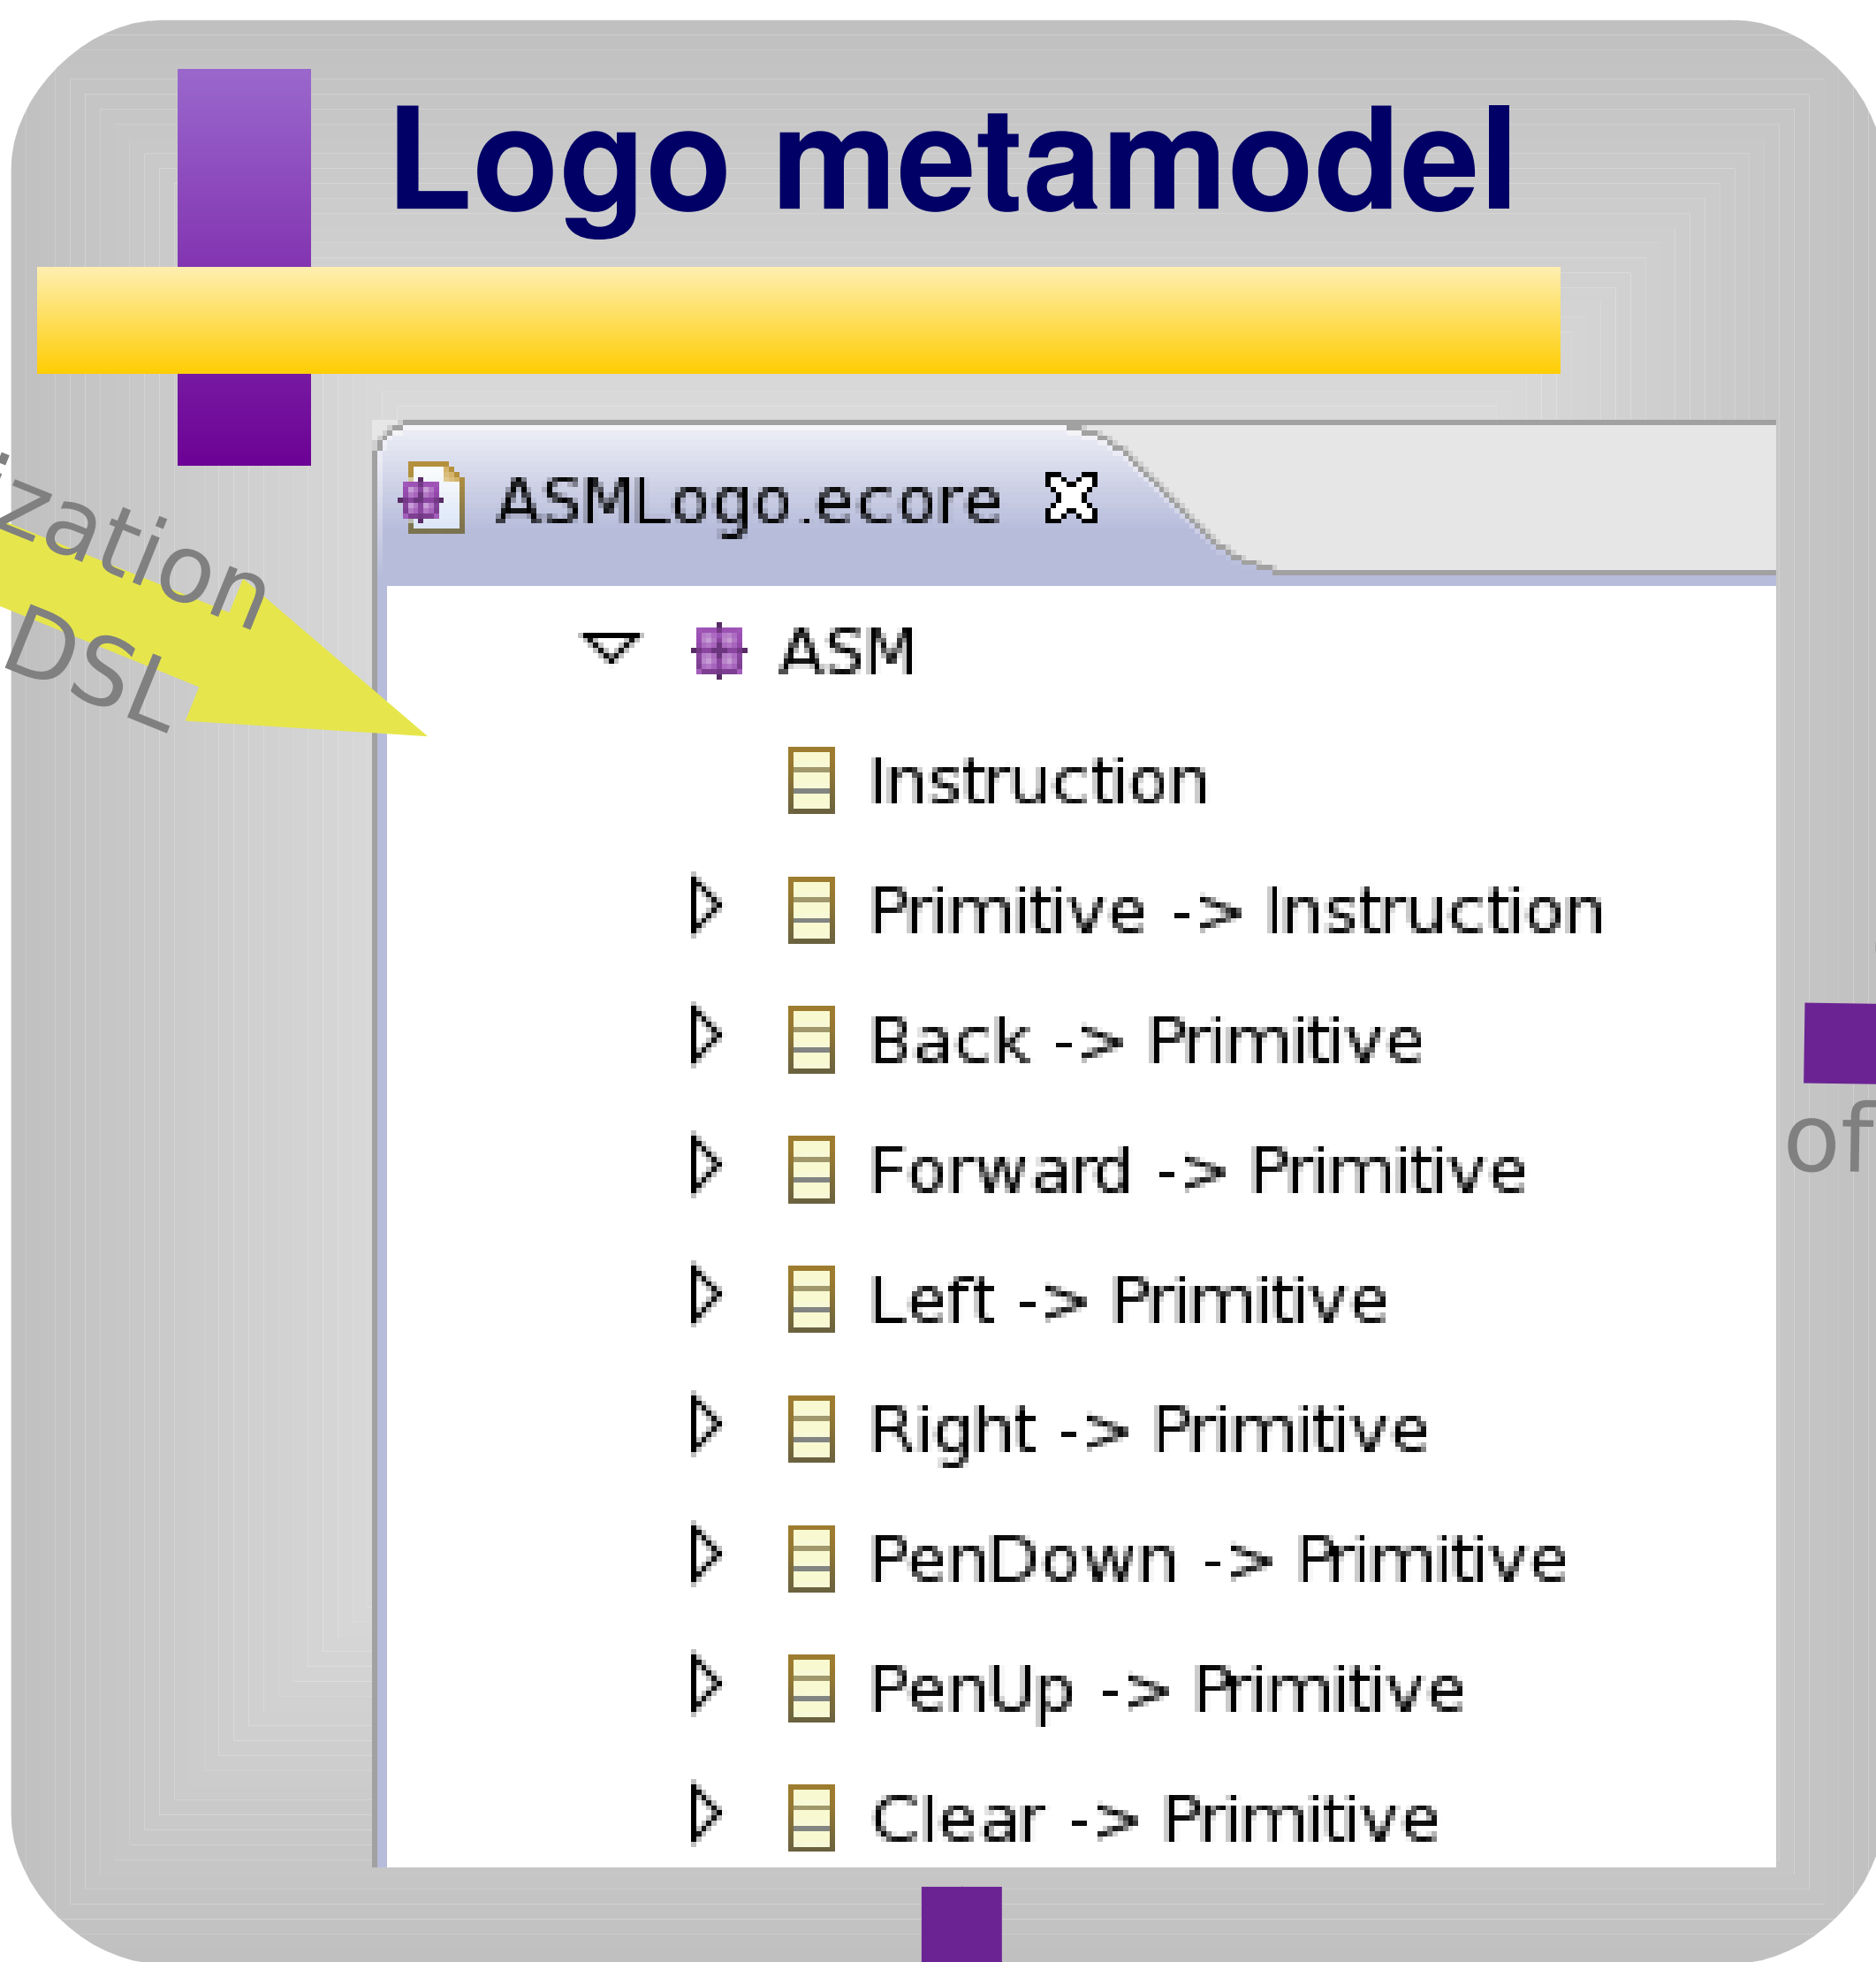 Logo metamodel
ASMLogo.ecore
ization
DSL
ASM
Instruction
Primitive -> Instruction
Back -> Primitive
Forward -> Primitive
of
Left -> Primitive
Right -> Primitive
PenDown -> Primitive
PenUp -> Primitive
Clear -> Primitive